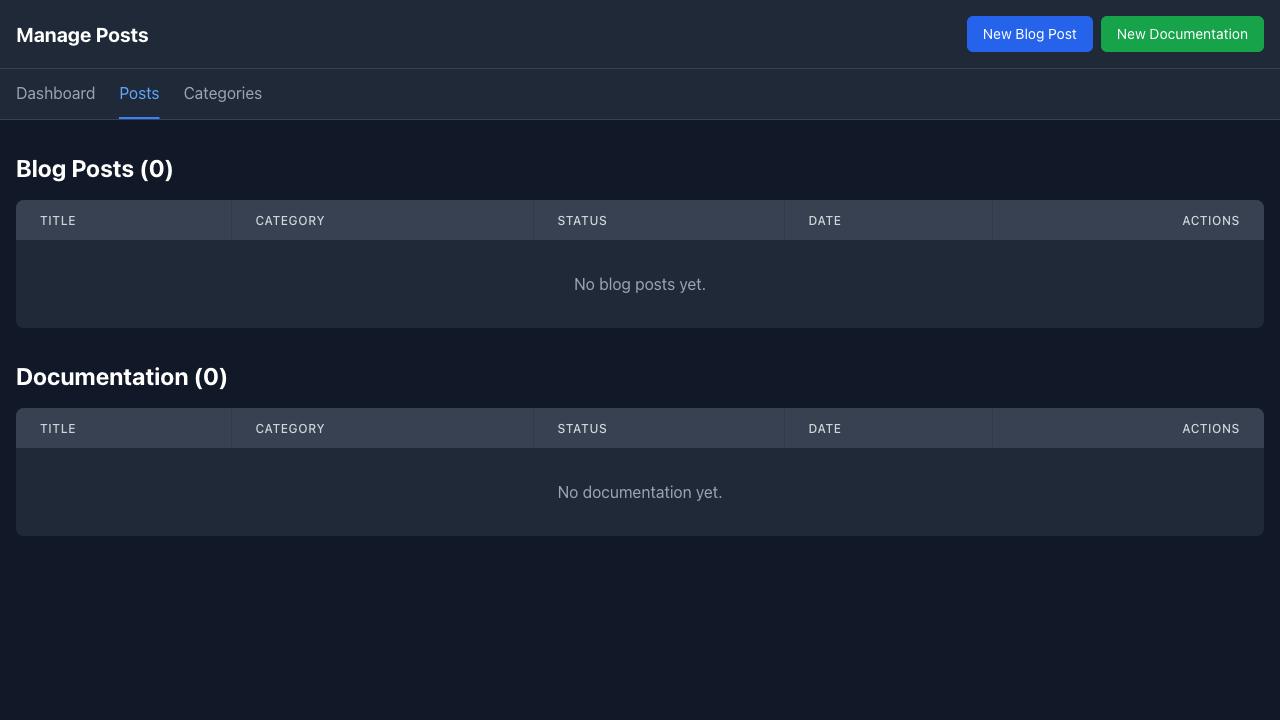 Manage Posts
New Blog Post
New Documentation
Dashboard
Posts
Categories
Blog Posts (0)
TITLE CATEGORY STATUS DATE ACTIONS
No blog posts yet.
Documentation (0)
TITLE CATEGORY STATUS DATE ACTIONS
No documentation yet.